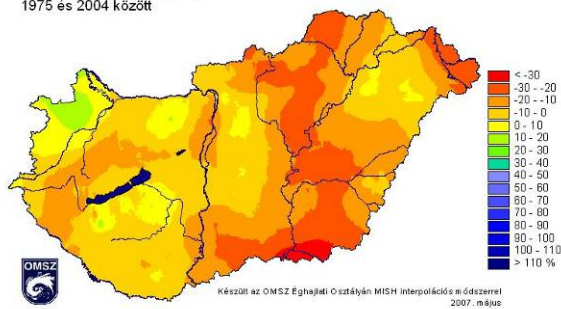 1975 és 2004 között
< -30
-30 - -20
-20 - -10
-10 - 0
0 - 10
10 - 20
20 - 30
30 - 40
40 - 50
50 - 60
60 - 70
70 - 80
80 - 90
90 - 100
100 - 110
> 110 %
OMSZ
Készült az OMSZ Éghajlati Osztályán MISH interpolációs módszerrel
2007. május